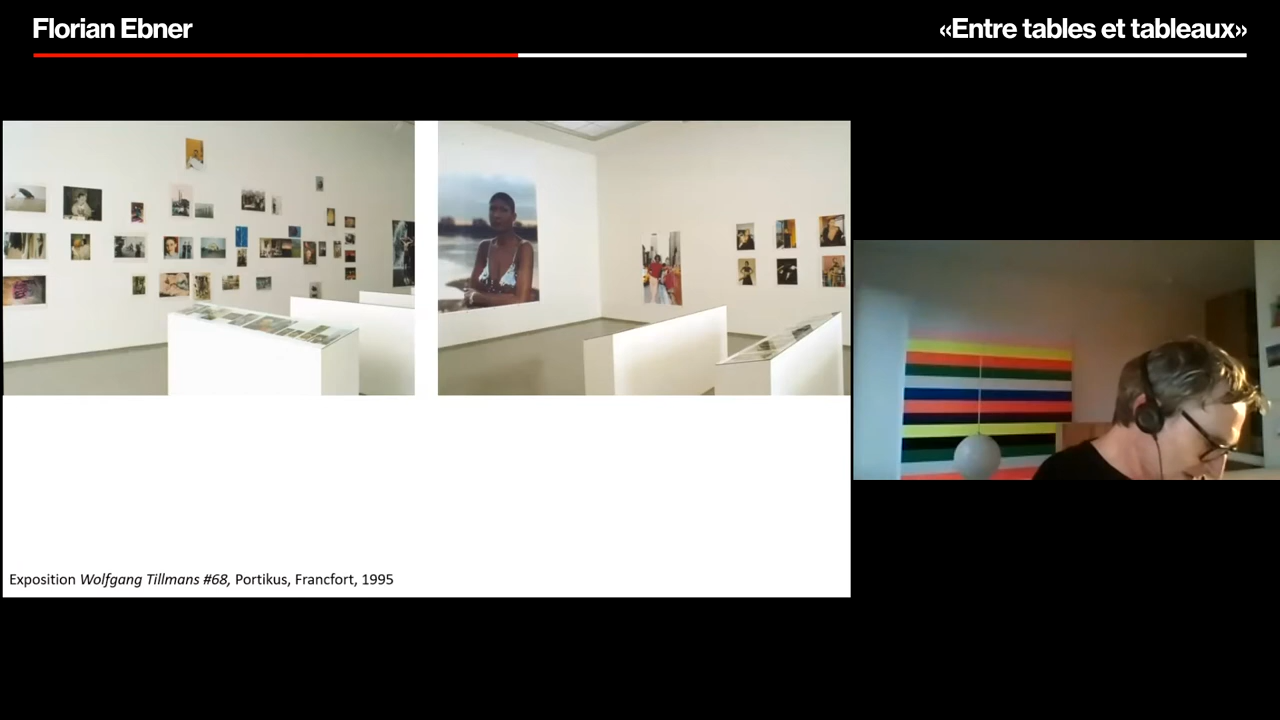 Florian Ebner
«Entre tables et tableaux»
Exposition Wolfgang Tillmans #68, Portikus, Francfort, 1995